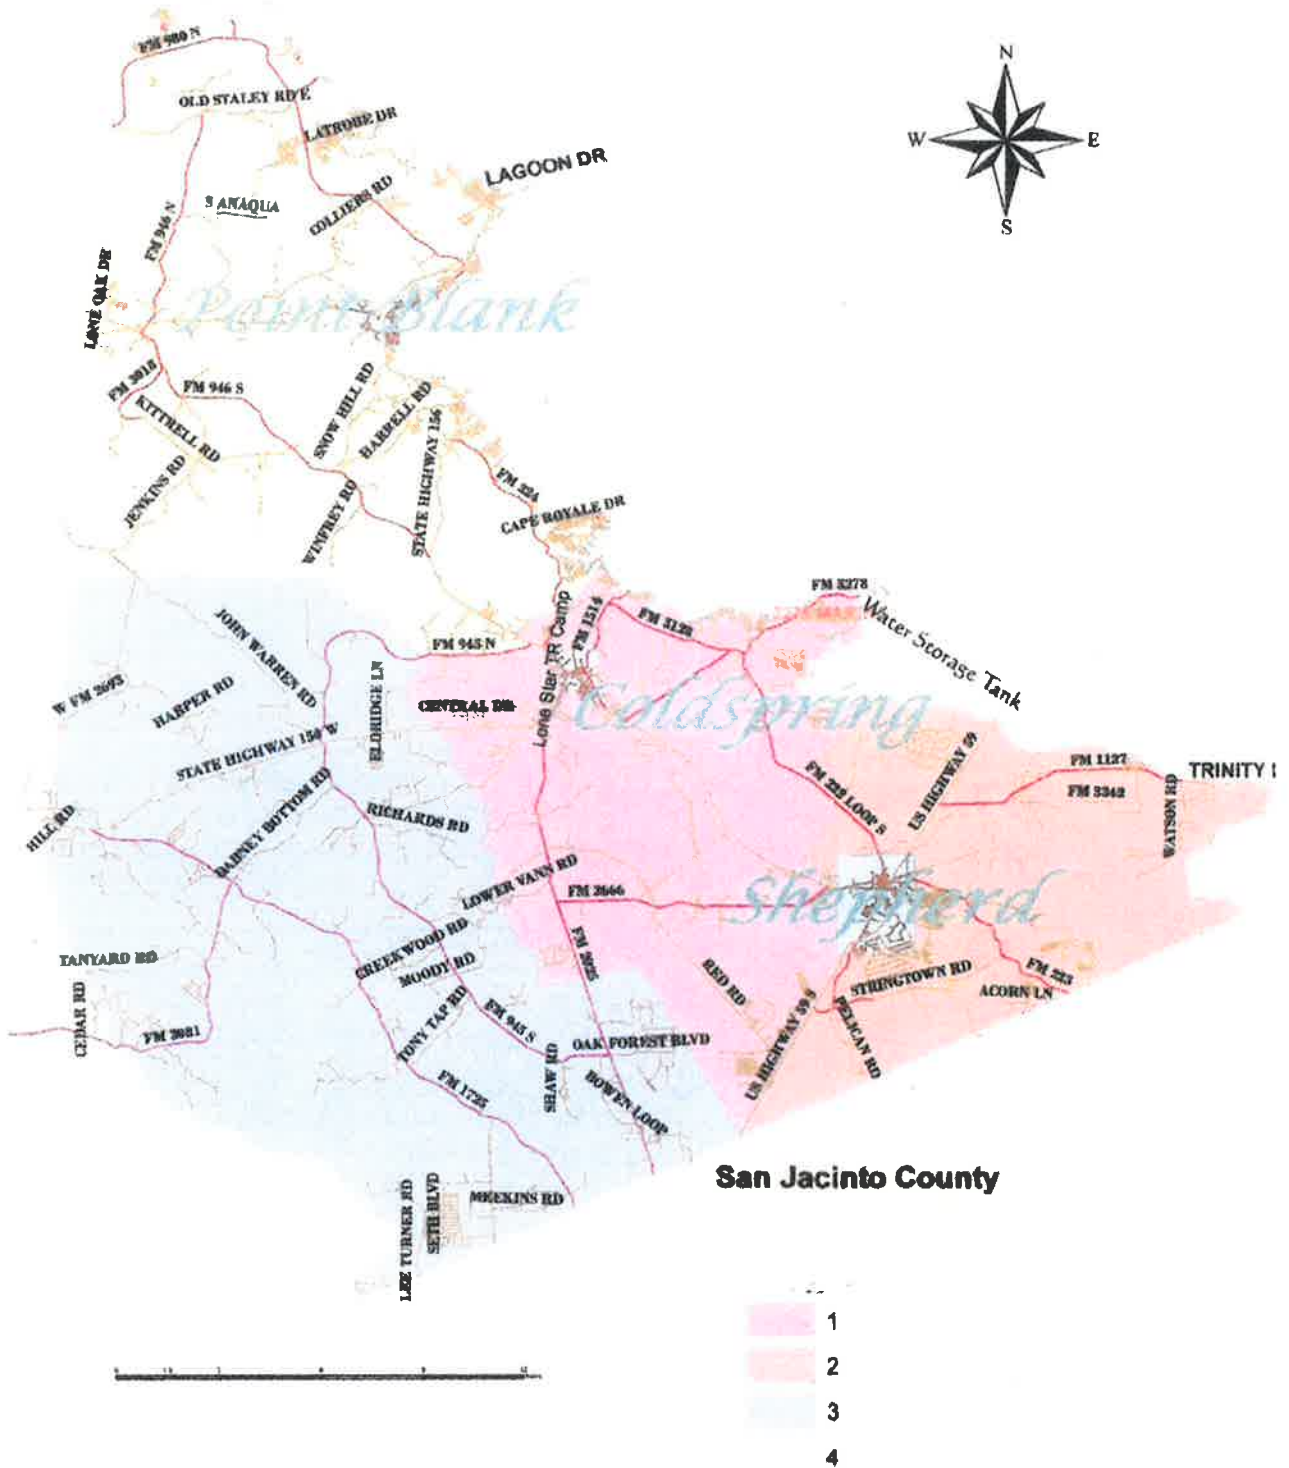 FM 980 N
N
OLD STALEY RD E
LATROBE DR
W
E
LAGOON DR
S ANAQUA
COLLIERS RD
S
FM 946 N
LONE OAK DR
Point Blank
FM 946 S
KITTRELL RD
SNOW HILL RD
HARRELL RD
STATE HIGHWAY 156
JENKINS RD
WINFREY RD
FM 224
CAPE ROYALE DR
FM 3278
Water Storage Tank
JOHN WARREN RD
FM 945 N
Lone Star TR Camp
FM 1514
W FM 2693
HARPER RD
ELDRIDGE LN
CENTRAL DR
Coldspring
STATE HIGHWAY 150 W
US HIGHWAY 59
FM 1127
TRINITY
FM 3342
WATSON RD
HILL RD
DABNEY BOTTOM RD
RICHARDS RD
FM 222 LOOP S
LOWER VANN RD
FM 3666
Shepherd
CREEKWOOD RD
MOODY RD
FM 2025
TANYARD RD
CEDAR RD
RED RD
STRINGTOWN RD
FM 223
ACORN LN
TONY TAP RD
FM 945 S
OAK FOREST BLVD
US HIGHWAY 59 S
PELICAN RD
FM 3081
FM 1725
SHAW RD
BOWEN LOOP
San Jacinto County
LEE TURNER RD
SETH BLVD
MEEKINS RD
1
2
3
4